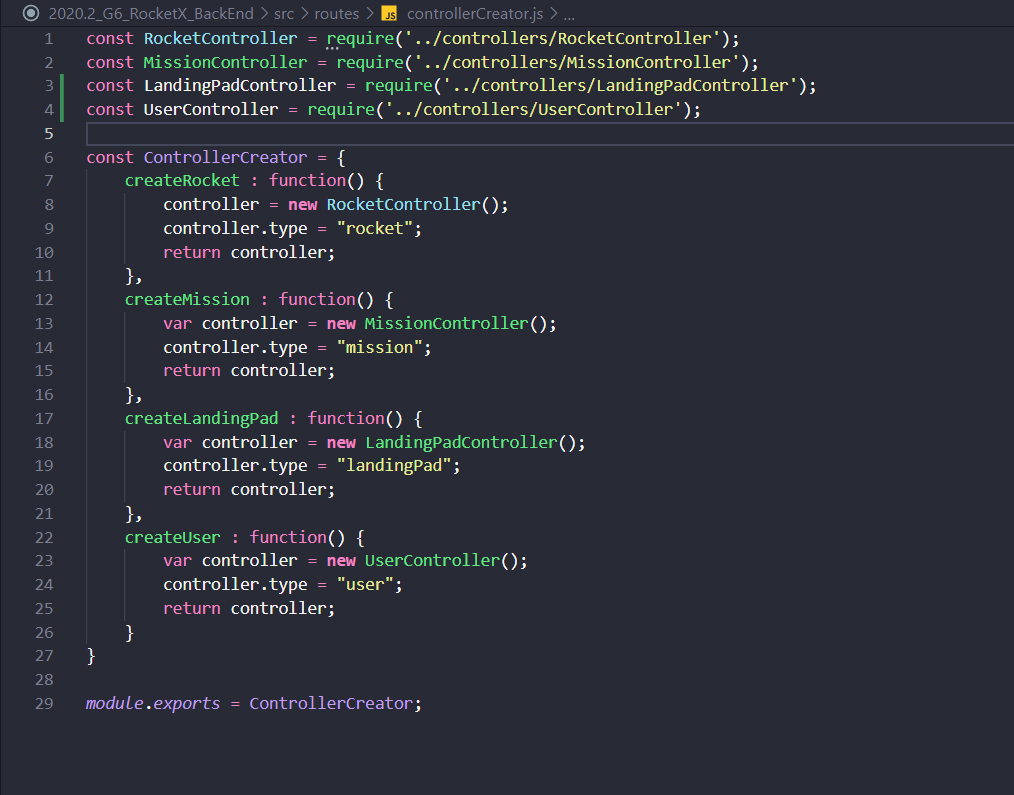 2020.2_G6_RocketX_BackEnd > src > routes > JS controllerCreator.js > ...
1 const RocketController = require('../controllers/RocketController');
2 const MissionController = require('../controllers/MissionController');
3 const LandingPadController = require('../controllers/LandingPadController');
4 const UserController = require('../controllers/UserController');
5
6 const ControllerCreator = {
7     createRocket : function() {
8         controller = new RocketController();
9         controller.type = "rocket";
10         return controller;
11     },
12     createMission : function() {
13         var controller = new MissionController();
14         controller.type = "mission";
15         return controller;
16     },
17     createLandingPad : function() {
18         var controller = new LandingPadController();
19         controller.type = "landingPad";
20         return controller;
21     },
22     createUser : function() {
23         var controller = new UserController();
24         controller.type = "user";
25         return controller;
26     }
27 }
28
29 module.exports = ControllerCreator;